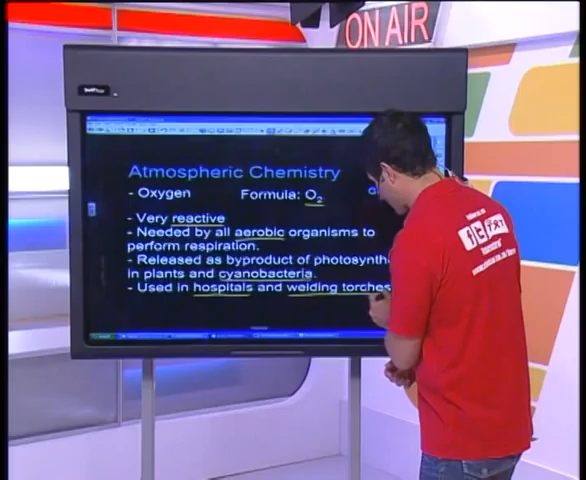 ON AIR
Atmospheric Chemistry
- Oxygen Formula: O₂
- Very reactive
- Needed by all aerobic organisms to
perform respiration.
- Released as byproduct of photosynth
in plants and cyanobacteria.
- Used in hospitals and welding torches